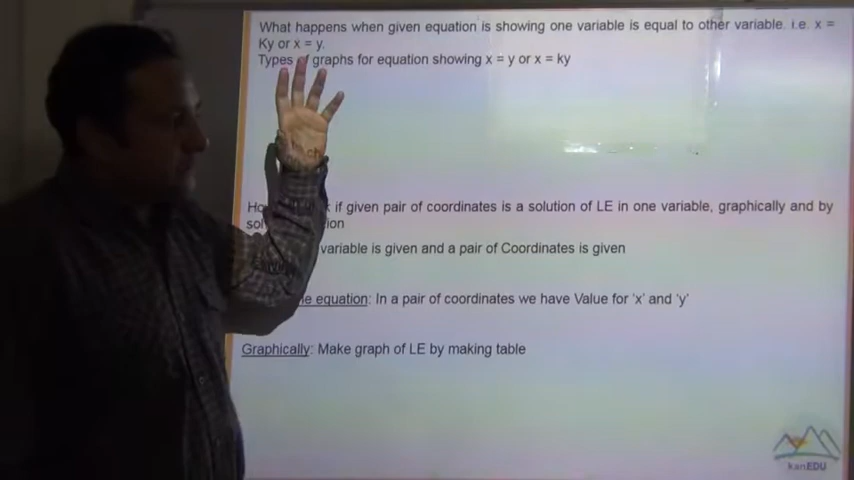 What happens when given equation is showing one variable is equal to other variable. i.e. x =
Ky or x = y.
Types of graphs for equation showing x = y or x = ky
if given pair of coordinates is a solution of LE in one variable, graphically and by
variable is given and a pair of Coordinates is given
equation: In a pair of coordinates we have Value for 'x' and 'y'
Graphically: Make graph of LE by making table
kanEDU